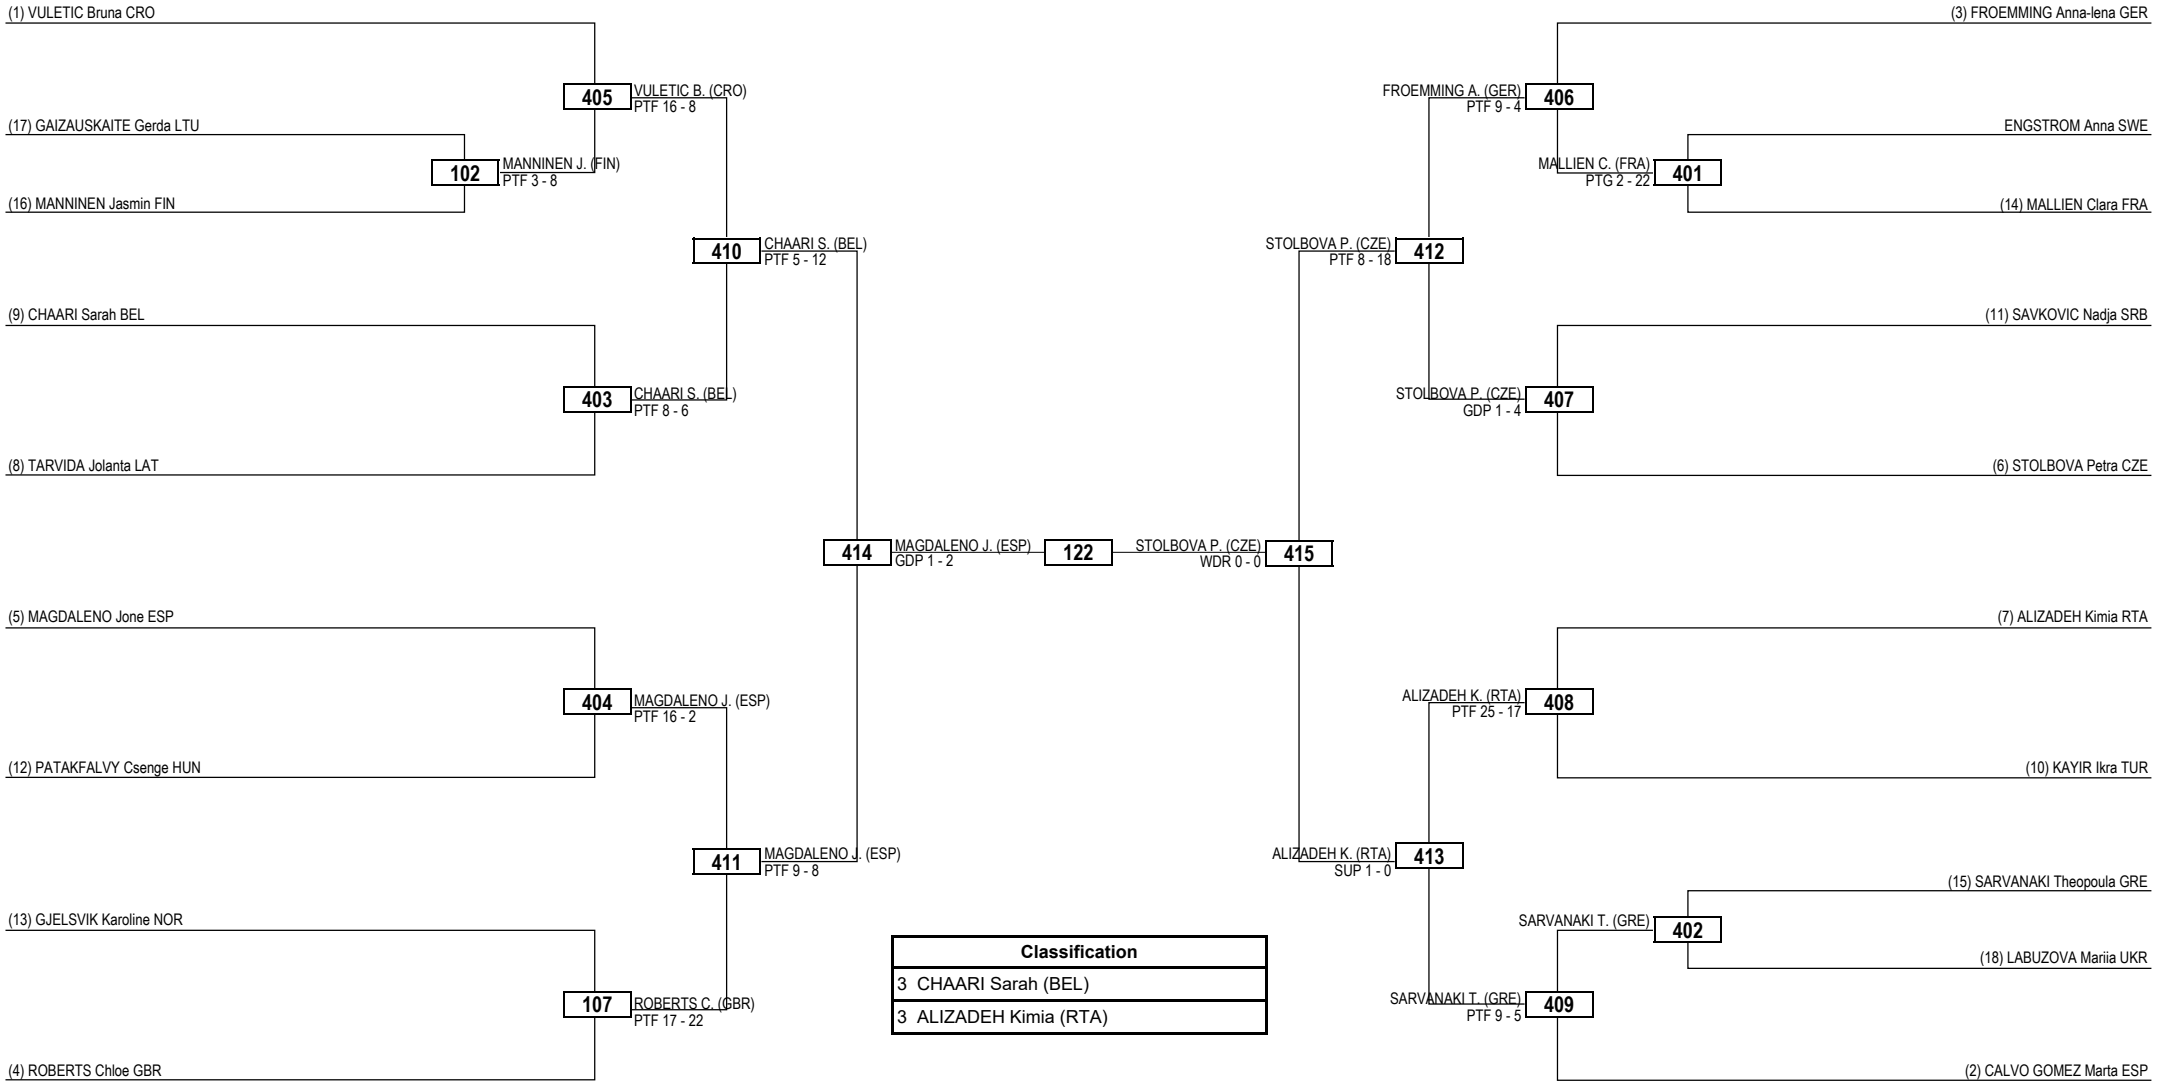 (1) VULETIC Bruna CRO
405
VULETIC B. (CRO)
PTF 16 - 8
(17) GAIZAUSKAITE Gerda LTU
102
MANNINEN J. (FIN)
PTF 3 - 8
(16) MANNINEN Jasmin FIN
410
CHAARI S. (BEL)
PTF 5 - 12
(9) CHAARI Sarah BEL
403
CHAARI S. (BEL)
PTF 8 - 6
(8) TARVIDA Jolanta LAT
414
MAGDALENO J. (ESP)
GDP 1 - 2
122
(5) MAGDALENO Jone ESP
404
MAGDALENO J. (ESP)
PTF 16 - 2
(12) PATAKFALVY Csenge HUN
411
MAGDALENO J. (ESP)
PTF 9 - 8
(13) GJELSVIK Karoline NOR
107
ROBERTS C. (GBR)
PTF 17 - 22
(4) ROBERTS Chloe GBR
(3) FROEMMING Anna-lena GER
FROEMMING A. (GER)
PTF 9 - 4
406
ENGSTROM Anna SWE
MALLIEN C. (FRA)
PTG 2 - 22
401
(14) MALLIEN Clara FRA
STOLBOVA P. (CZE)
PTF 8 - 18
412
(11) SAVKOVIC Nadja SRB
STOLBOVA P. (CZE)
GDP 1 - 4
407
(6) STOLBOVA Petra CZE
STOLBOVA P. (CZE)
WDR 0 - 0
415
(7) ALIZADEH Kimia RTA
ALIZADEH K. (RTA)
PTF 25 - 17
408
(10) KAYIR Ikra TUR
ALIZADEH K. (RTA)
SUP 1 - 0
413
(15) SARVANAKI Theopoula GRE
SARVANAKI T. (GRE)
402
(18) LABUZOVA Mariia UKR
SARVANAKI T. (GRE)
PTF 9 - 5
409
(2) CALVO GOMEZ Marta ESP
Classification
3 CHAARI Sarah (BEL)
3 ALIZADEH Kimia (RTA)